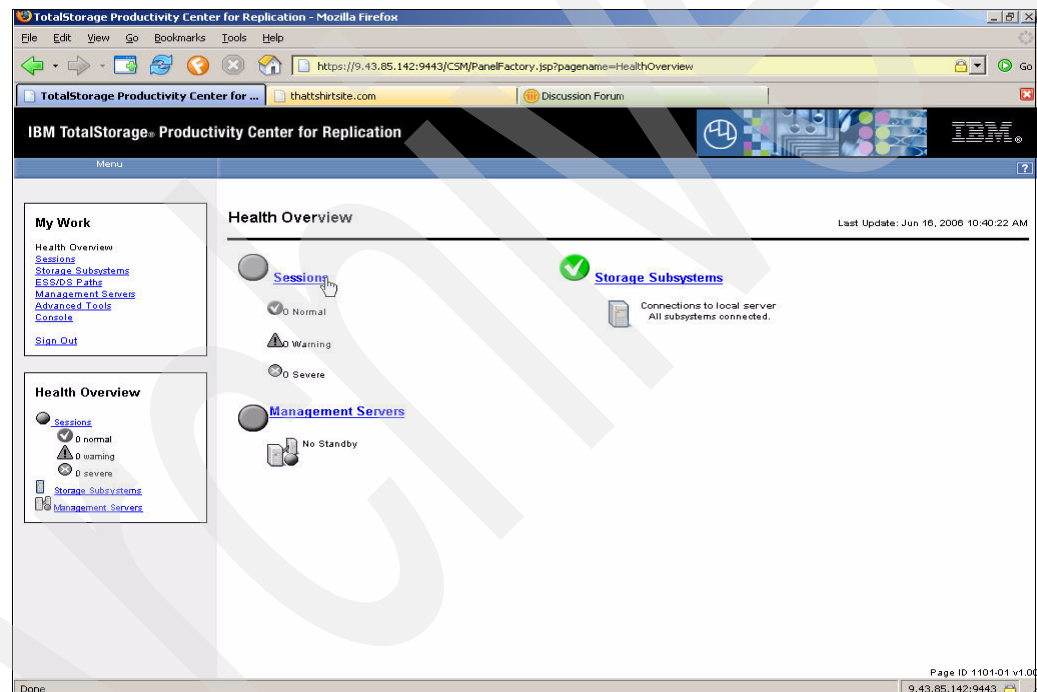 TotalStorage Productivity Center for Replication - Mozilla Firefox
File Edit View Go Bookmarks Tools Help
https://9.43.85.142:9443/CSM/PanelFactory.jsp?pagename=HealthOverview
Go
TotalStorage Productivity Center for ...
thattshirtsite.com
Discussion Forum
IBM TotalStorage® Productivity Center for Replication
IBM®
Menu
?
My Work
Health Overview
Sessions
Storage Subsystems
ESS/DS Paths
Management Servers
Advanced Tools
Console
Sign Out
Health Overview
Sessions
0 normal
0 warning
0 severe
Storage Subsystems
Management Servers
Health Overview
Last Update: Jun 16, 2006 10:40:22 AM
Sessions
0 Normal
0 Warning
0 Severe
Management Servers
No Standby
Storage Subsystems
Connections to local server
All subsystems connected.
Page ID 1101-01 v1.00
Done
9.43.85.142:9443